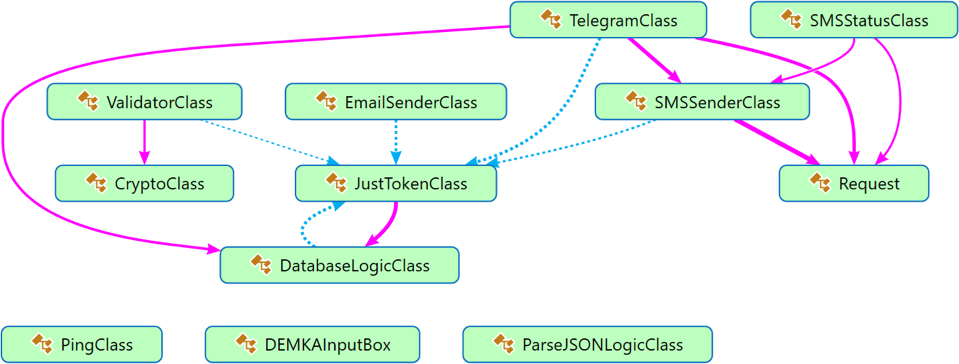 TelegramClass
SMSStatusClass
ValidatorClass
EmailSenderClass
SMSSenderClass
CryptoClass
JustTokenClass
Request
DatabaseLogicClass
PingClass
DEMKAInputBox
ParseJSONLogicClass